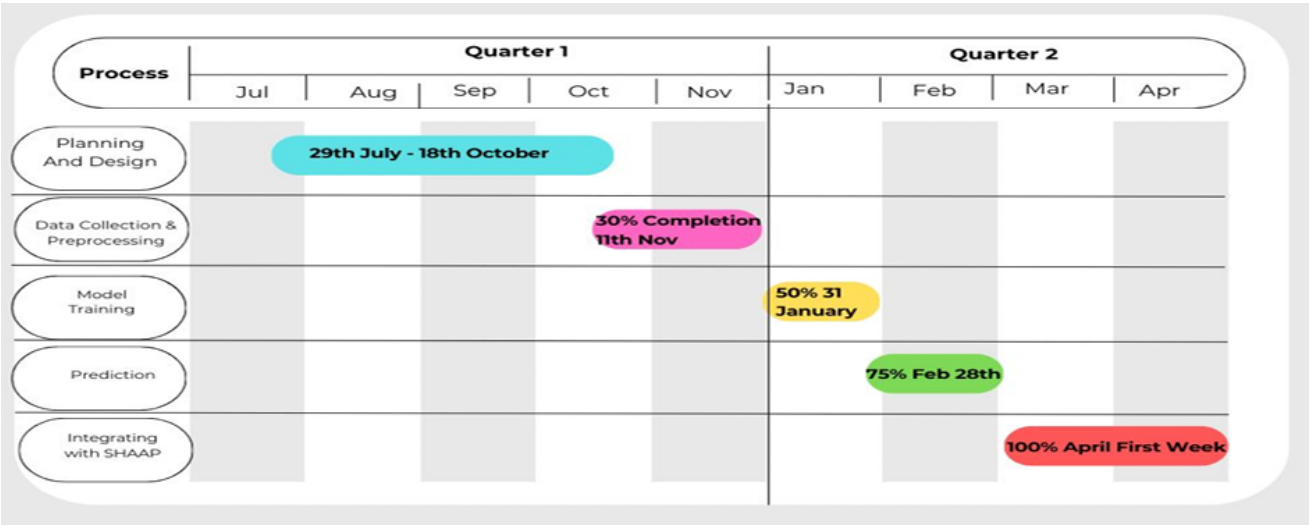 Process
Quarter 1
Quarter 2
Jul
Aug
Sep
Oct
Nov
Jan
Feb
Mar
Apr
Planning
And Design
29th July - 18th October
Data Collection &
Preprocessing
30% Completion
11th Nov
Model
Training
50% 31
January
Prediction
75% Feb 28th
Integrating
with SHAAP
100% April First Week